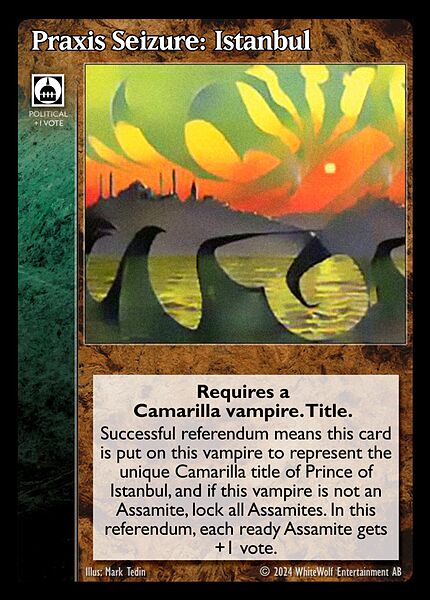 Praxis Seizure: Istanbul
POLITICAL
+1 VOTE
Requires a
Camarilla vampire. Title.
Successful referendum means this card
is put on this vampire to represent the
unique Camarilla title of Prince of
Istanbul, and if this vampire is not an
Assamite, lock all Assamites. In this
referendum, each ready Assamite gets
+1 vote.
Illus: Mark Tedin © 2024 WhiteWolf Entertainment AB